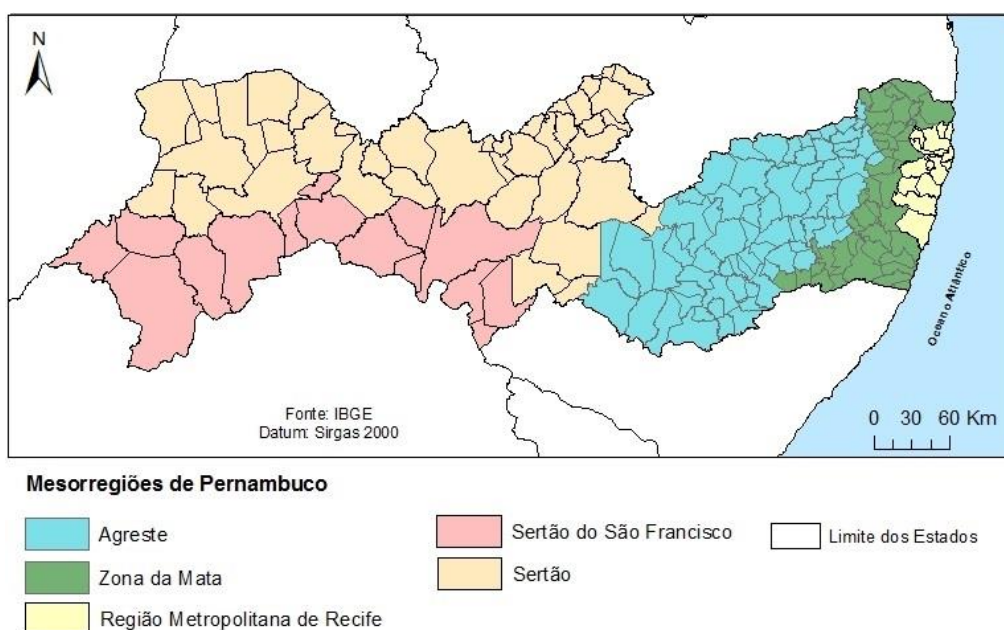 N
Oceano Atlântico
Fonte: IBGE
Datum: Sirgas 2000
0 30 60 Km
Mesorregiões de Pernambuco
Agreste
Sertão do São Francisco
Limite dos Estados
Zona da Mata
Sertão
Região Metropolitana de Recife